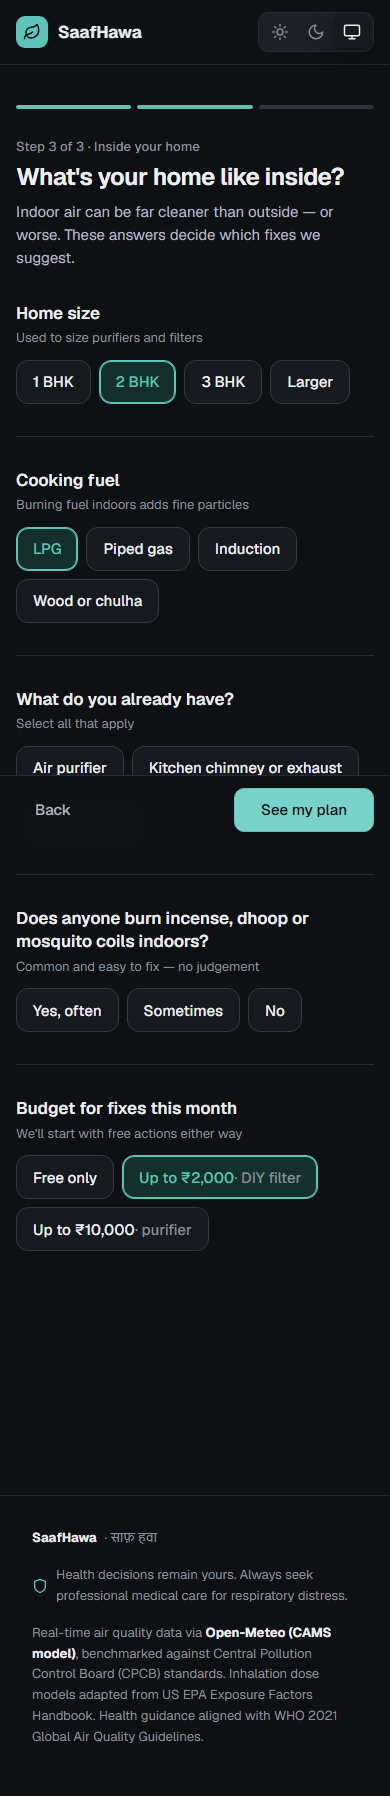 SaafHawa
Step 3 of 3 · Inside your home
What's your home like inside?
Indoor air can be far cleaner than outside — or
worse. These answers decide which fixes we
suggest.
Home size
Used to size purifiers and filters
1 BHK
2 BHK
3 BHK
Larger
Cooking fuel
Burning fuel indoors adds fine particles
LPG
Piped gas
Induction
Wood or chulha
What do you already have?
Select all that apply
Air purifier
Kitchen chimney or exhaust
Back
See my plan
Does anyone burn incense, dhoop or
mosquito coils indoors?
Common and easy to fix — no judgement
Yes, often
Sometimes
No
Budget for fixes this month
We'll start with free actions either way
Free only
Up to ₹2,000· DIY filter
Up to ₹10,000· purifier
SaafHawa · साफ़ हवा
Health decisions remain yours. Always seek
professional medical care for respiratory distress.
Real-time air quality data via Open-Meteo (CAMS
model), benchmarked against Central Pollution
Control Board (CPCB) standards. Inhalation dose
models adapted from US EPA Exposure Factors
Handbook. Health guidance aligned with WHO 2021
Global Air Quality Guidelines.